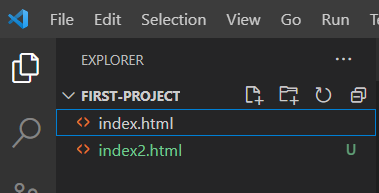 File Edit Selection View Go Run
EXPLORER
FIRST-PROJECT
index.html
index2.html U